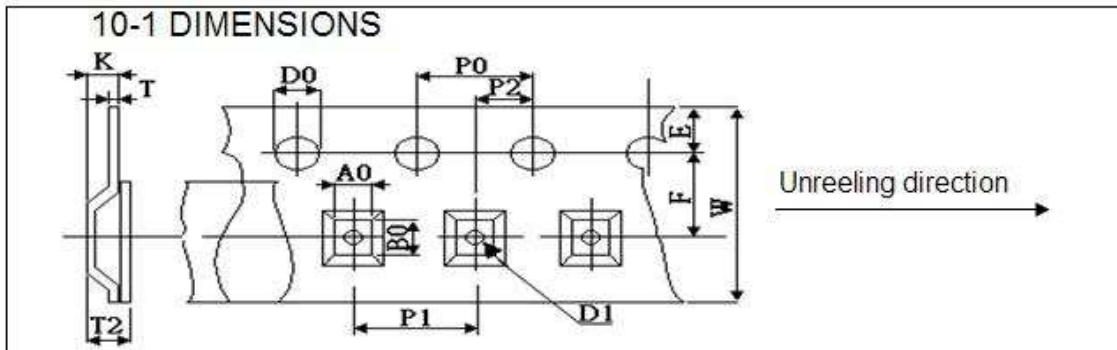 10-1 DIMENSIONS
K
T
D0
P0
P2
E
A0
F
W
Unreeling direction
B0
T2
P1
D1